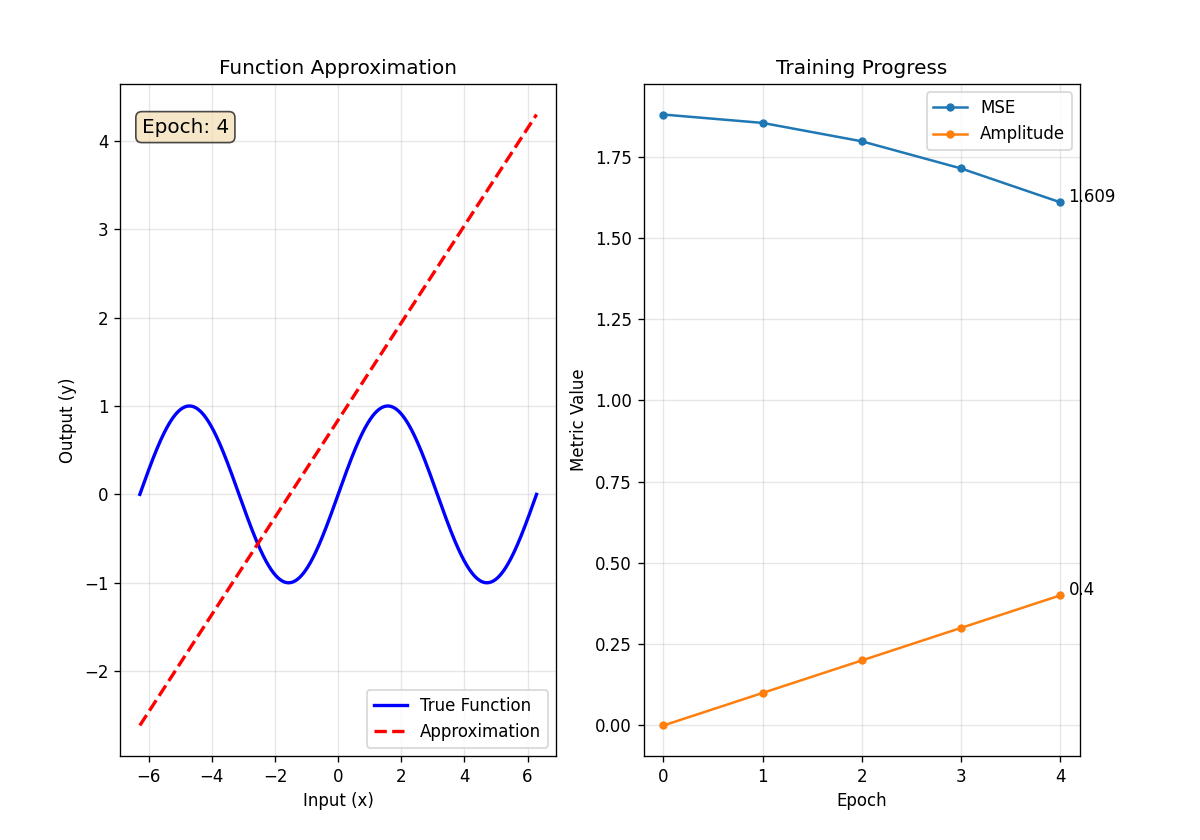 Function Approximation
Epoch: 4
4
3
2
1
0
−1
−2
−6
−4
−2
0
2
4
6
Input (x)
Output (y)
True Function
Approximation
Training Progress
MSE
Amplitude
1.609
0.4
1.75
1.50
1.25
1.00
0.75
0.50
0.25
0.00
0
1
2
3
4
Epoch
Metric Value